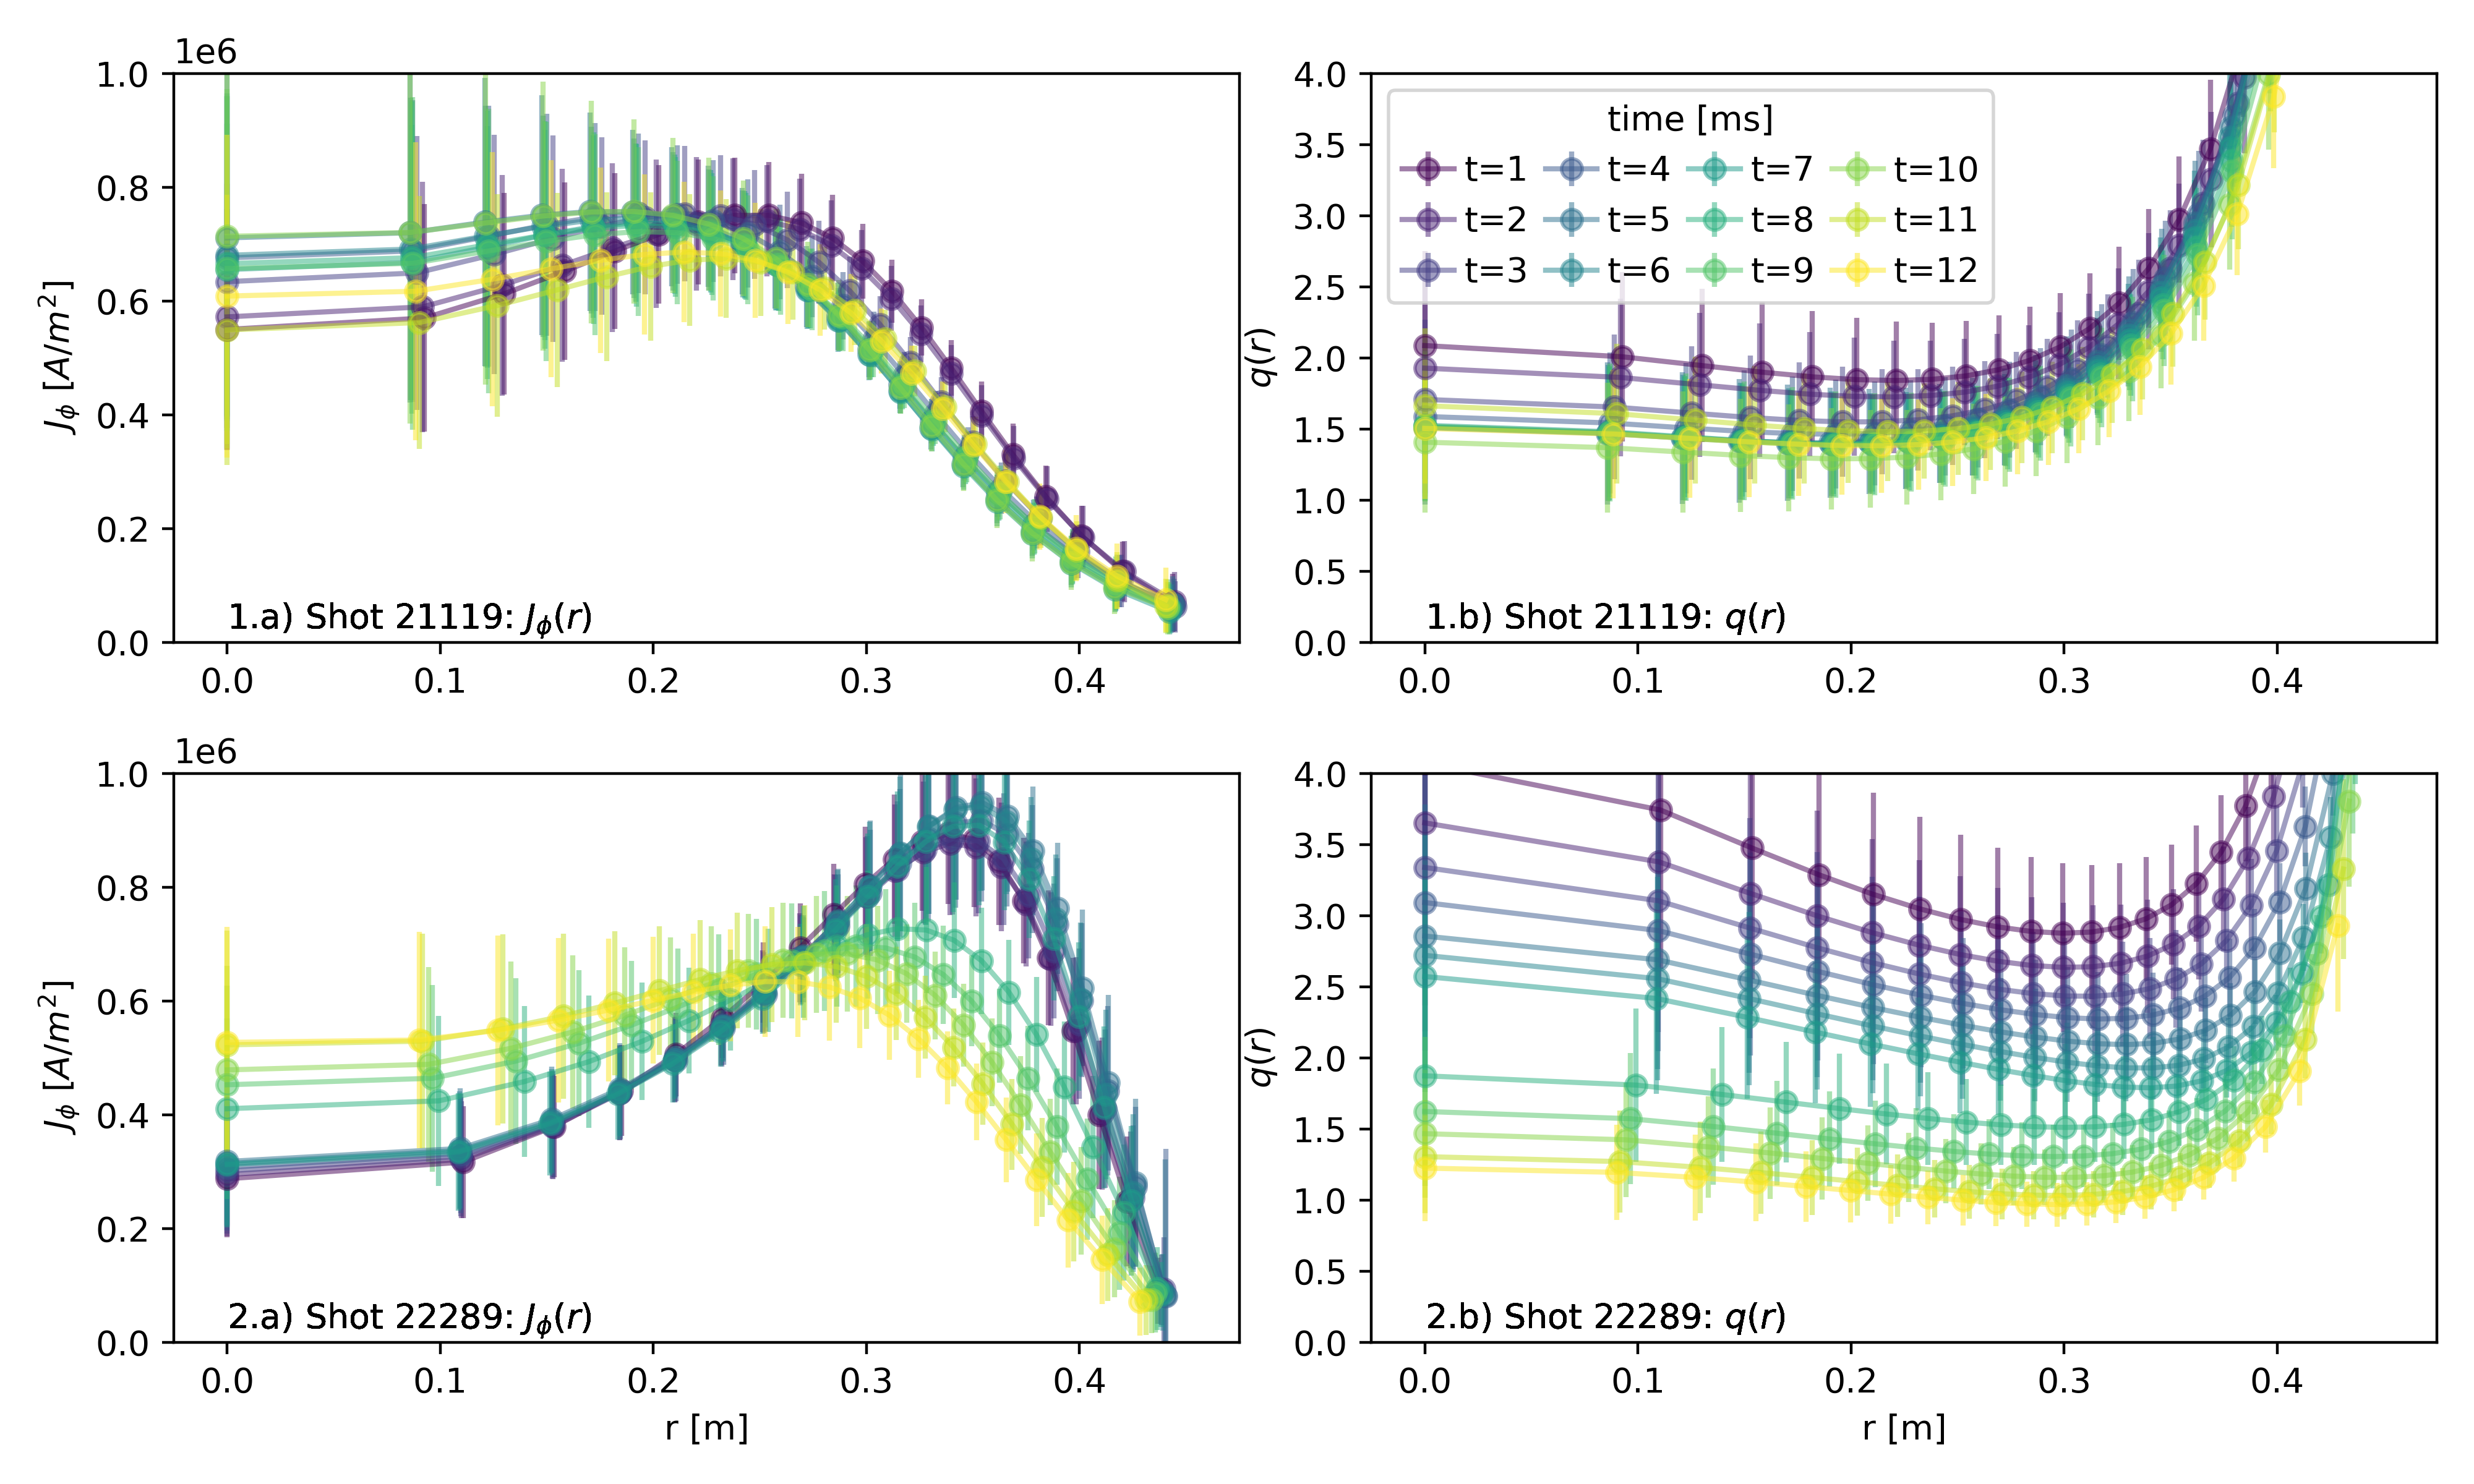 1e6
1.0
0.8
0.6
0.4
0.2
0.0
J_ϕ [A/m²]
0.0 0.1 0.2 0.3 0.4
1.a) Shot 21119: J_ϕ(r)
4.0
3.5
3.0
2.5
2.0
1.5
1.0
0.5
0.0
q(r)
time [ms]
t=1 t=4 t=7 t=10
t=2 t=5 t=8 t=11
t=3 t=6 t=9 t=12
1.b) Shot 21119: q(r)
0.0 0.1 0.2 0.3 0.4
1e6
1.0
0.8
0.6
0.4
0.2
0.0
J_ϕ [A/m²]
2.a) Shot 22289: J_ϕ(r)
0.0 0.1 0.2 0.3 0.4
r [m]
4.0
3.5
3.0
2.5
2.0
1.5
1.0
0.5
0.0
q(r)
2.b) Shot 22289: q(r)
0.0 0.1 0.2 0.3 0.4
r [m]